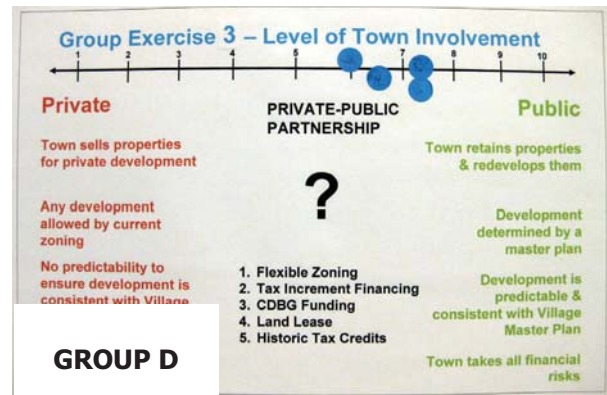 Group Exercise 3 – Level of Town Involvement
1 2 3 4 5 7 8 9 10
Private
Town sells properties
for private development
Any development
allowed by current
zoning
No predictability to
ensure development is
consistent with Village
PRIVATE-PUBLIC
PARTNERSHIP
?
1. Flexible Zoning
2. Tax Increment Financing
3. CDBG Funding
4. Land Lease
5. Historic Tax Credits
Public
Town retains properties
& redevelops them
Development
determined by a
master plan
Development is
predictable &
consistent with Village
Master Plan
Town takes all financial
risks
GROUP D